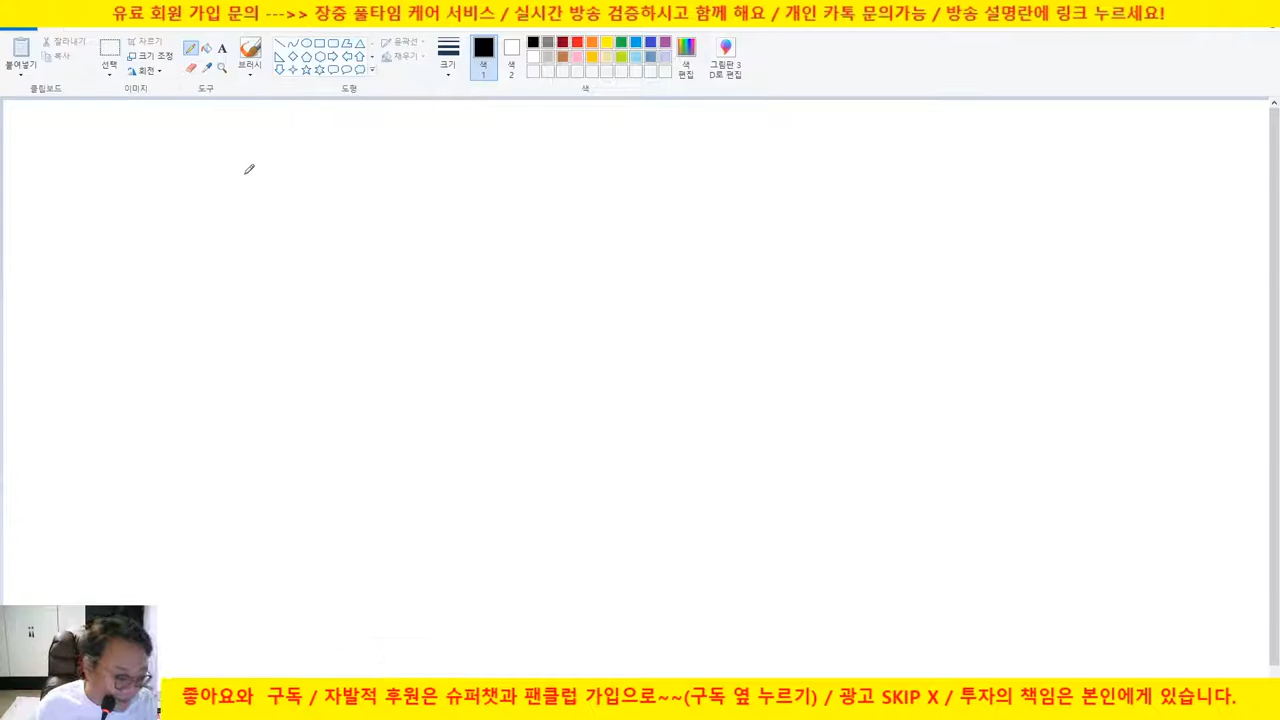 유료 회원 가입 문의 --->> 장중 풀타임 케어 서비스 / 실시간 방송 검증하시고 함께 해요 / 개인 카톡 문의가능 / 방송 설명란에 링크 누르세요!
붙여넣기
잘라내기
복사
클립보드
선택
자르기
크기 조정
회전
이미지
A
도구
브러시
윤곽선
채우기
도형
크기
색
1
색
2
색
편집
색
그림판 3
D로 편집
좋아요와 구독 / 자발적 후원은 슈퍼챗과 팬클럽 가입으로~~(구독 옆 누르기) / 광고 SKIP X / 투자의 책임은 본인에게 있습니다.